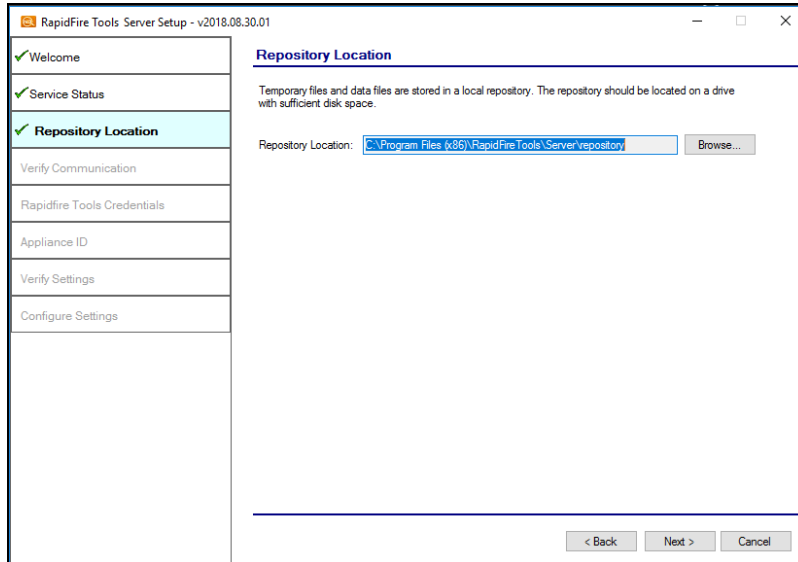 RapidFire Tools Server Setup - v2018.08.30.01
Welcome
Service Status
Repository Location
Verify Communication
Rapidfire Tools Credentials
Appliance ID
Verify Settings
Configure Settings
Repository Location
Temporary files and data files are stored in a local repository. The repository should be located on a drive
with sufficient disk space.
Repository Location: C:\Program Files (x86)\RapidFireTools\Server\repository Browse...
< Back Next > Cancel